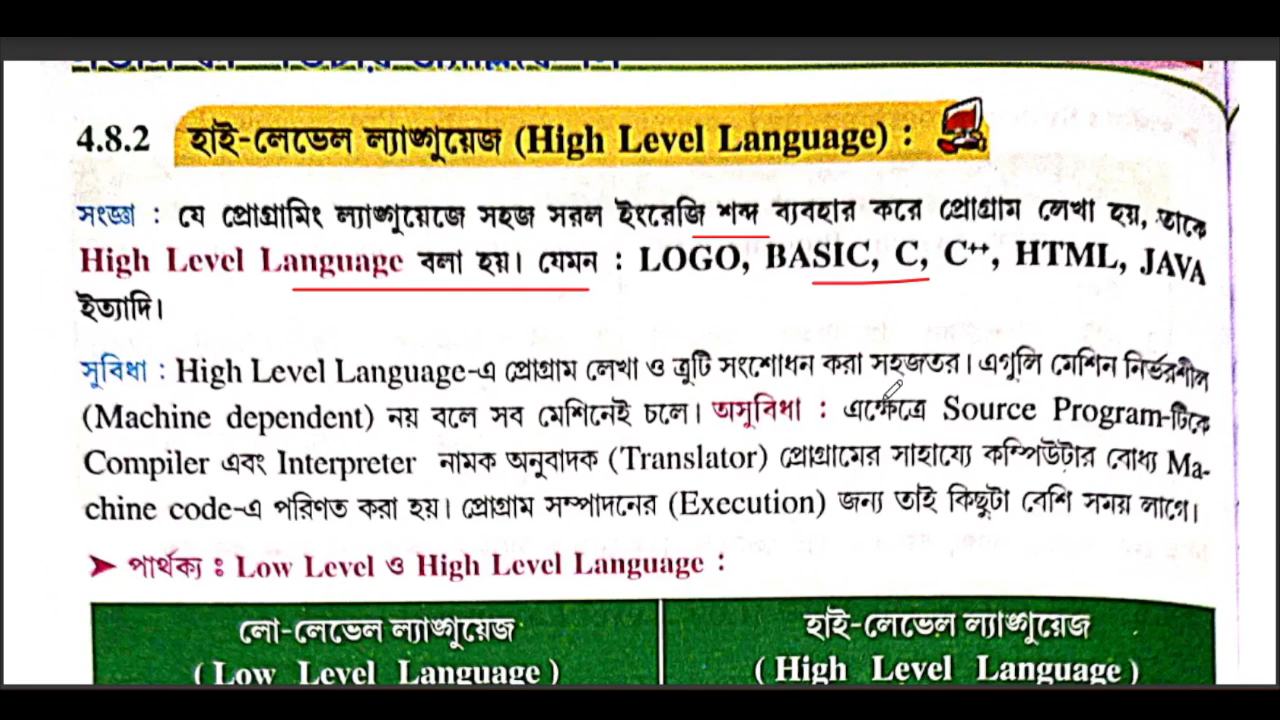 4.8.2 হাই-লেভেল ল্যাঙ্গুয়েজ (High Level Language) :
সংজ্ঞা : যে প্রোগ্রামিং ল্যাঙ্গুয়েজে সহজ সরল ইংরেজি শব্দ ব্যবহার করে প্রোগ্রাম লেখা হয়, তাকে
High Level Language বলা হয়। যেমন : LOGO, BASIC, C, C++, HTML, JAVA
ইত্যাদি।
সুবিধা : High Level Language-এ প্রোগ্রাম লেখা ও ত্রুটি সংশোধন করা সহজতর। এগুলি মেশিন নির্ভরশীল
(Machine dependent) নয় বলে সব মেশিনেই চলে। অসুবিধা : এক্ষেত্রে Source Program-টিকে
Compiler এবং Interpreter নামক অনুবাদক (Translator) প্রোগ্রামের সাহায্যে কম্পিউটার বোধ্য Ma-
chine code-এ পরিণত করা হয়। প্রোগ্রাম সম্পাদনের (Execution) জন্য তাই কিছুটা বেশি সময় লাগে।
➤ পার্থক্য ঃ Low Level ও High Level Language :
লো-লেভেল ল্যাঙ্গুয়েজ
(Low Level Language)
হাই-লেভেল ল্যাঙ্গুয়েজ
(High Level Language)